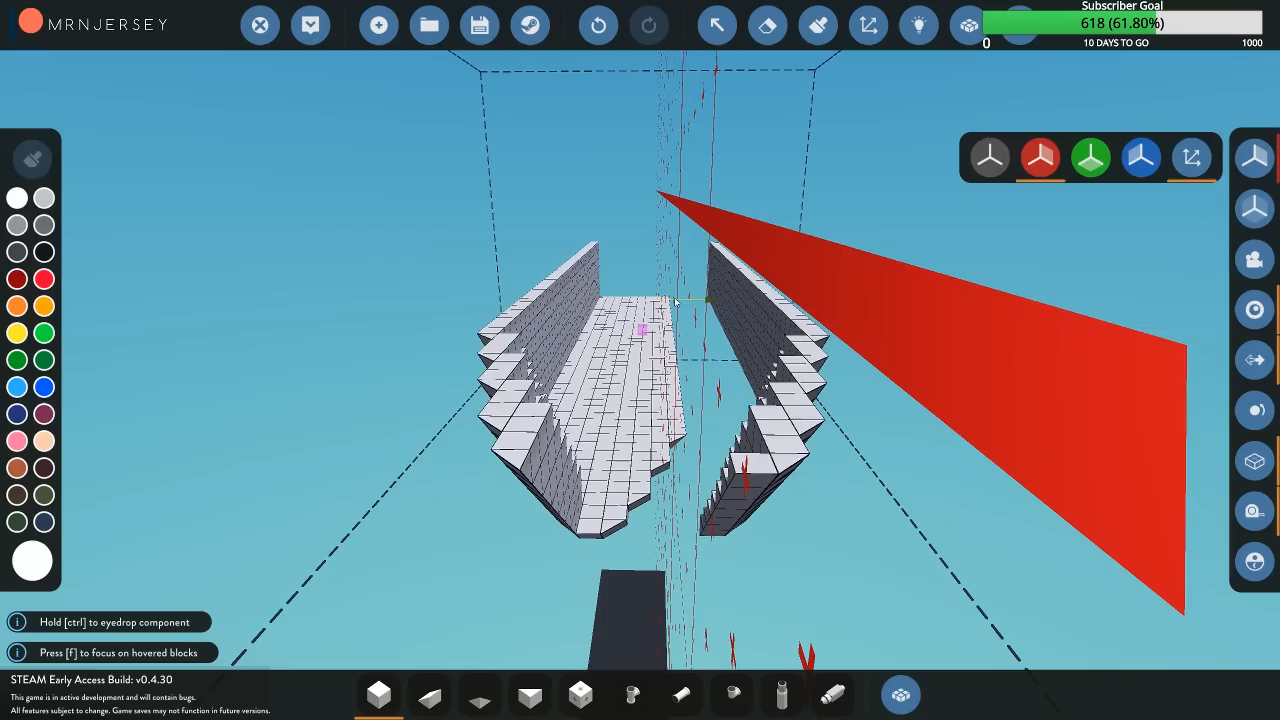 MRNJERSEY
Subscriber Goal
618 (61.80%)
0
10 DAYS TO GO
1000
Hold [ctrl] to eyedrop component
Press [f] to focus on hovered blocks
STEAM Early Access Build: v0.4.30
This game is in active development and will contain bugs.
All features subject to change. Game saves may not function in future versions.